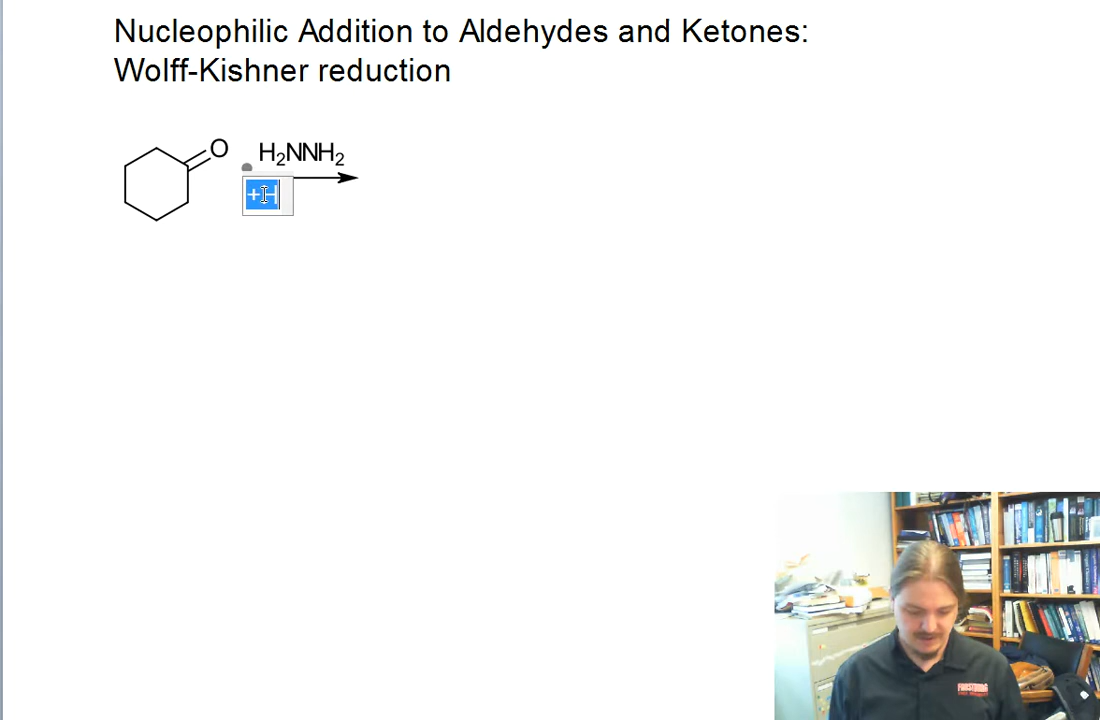 Nucleophilic Addition to Aldehydes and Ketones:
Wolff-Kishner reduction
O
H₂NNH₂
+H